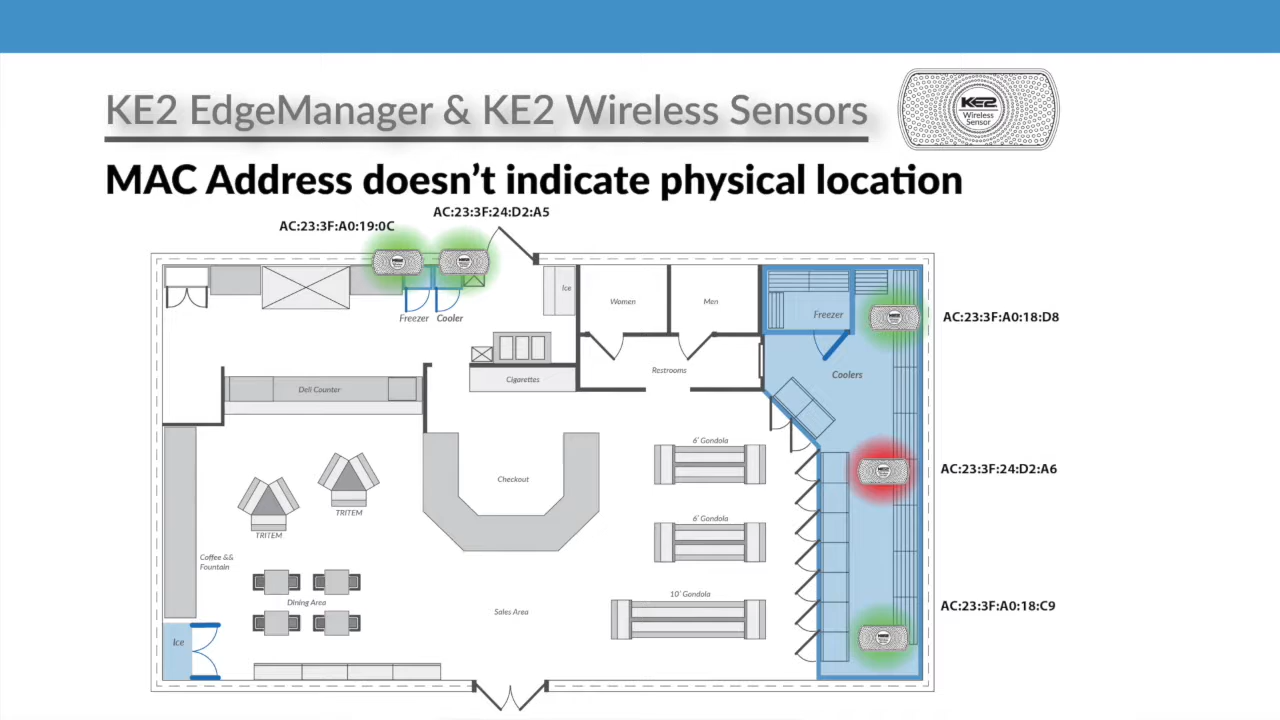 KE2 EdgeManager & KE2 Wireless Sensors
KE2
Wireless
Sensor
MAC Address doesn't indicate physical location
AC:23:3F:24:D2:A5
AC:23:3F:A0:19:0C
Ice
Women
Men
Freezer
Cooler
Freezer
AC:23:3F:A0:18:D8
Restrooms
Coolers
Cigarettes
Deli Counter
6' Gondola
AC:23:3F:24:D2:A6
Checkout
TRITEM
6' Gondola
TRITEM
Coffee &&
Fountain
10' Gondola
Dining Area
AC:23:3F:A0:18:C9
Sales Area
Ice